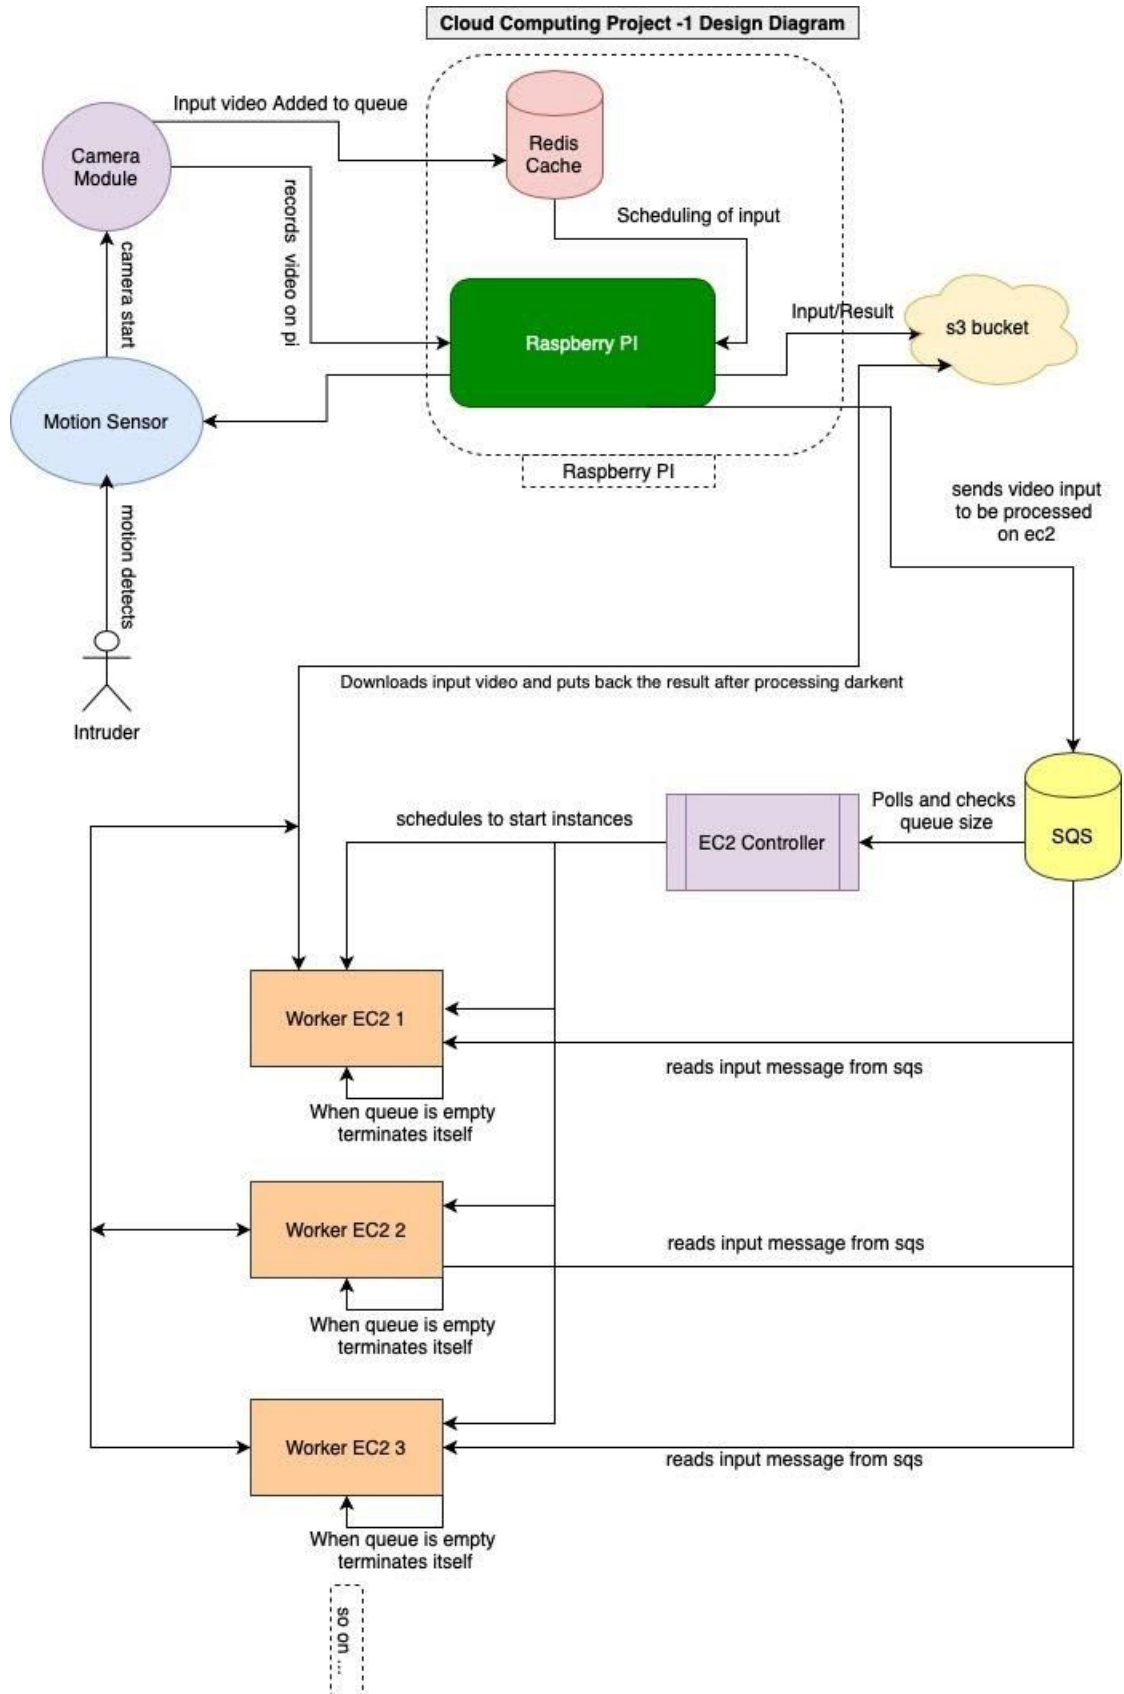 Cloud Computing Project -1 Design Diagram
Input video Added to queue
Redis
Cache
Camera
Module
records video on pi
Scheduling of input
camera start
Raspberry PI
Input/Result
s3 bucket
Motion Sensor
Raspberry PI
motion detects
sends video input
to be processed
on ec2
Intruder
Downloads input video and puts back the result after processing darkent
schedules to start instances
EC2 Controller
Polls and checks
queue size
SQS
Worker EC2 1
reads input message from sqs
When queue is empty
terminates itself
Worker EC2 2
reads input message from sqs
When queue is empty
terminates itself
Worker EC2 3
reads input message from sqs
When queue is empty
terminates itself
so on ...